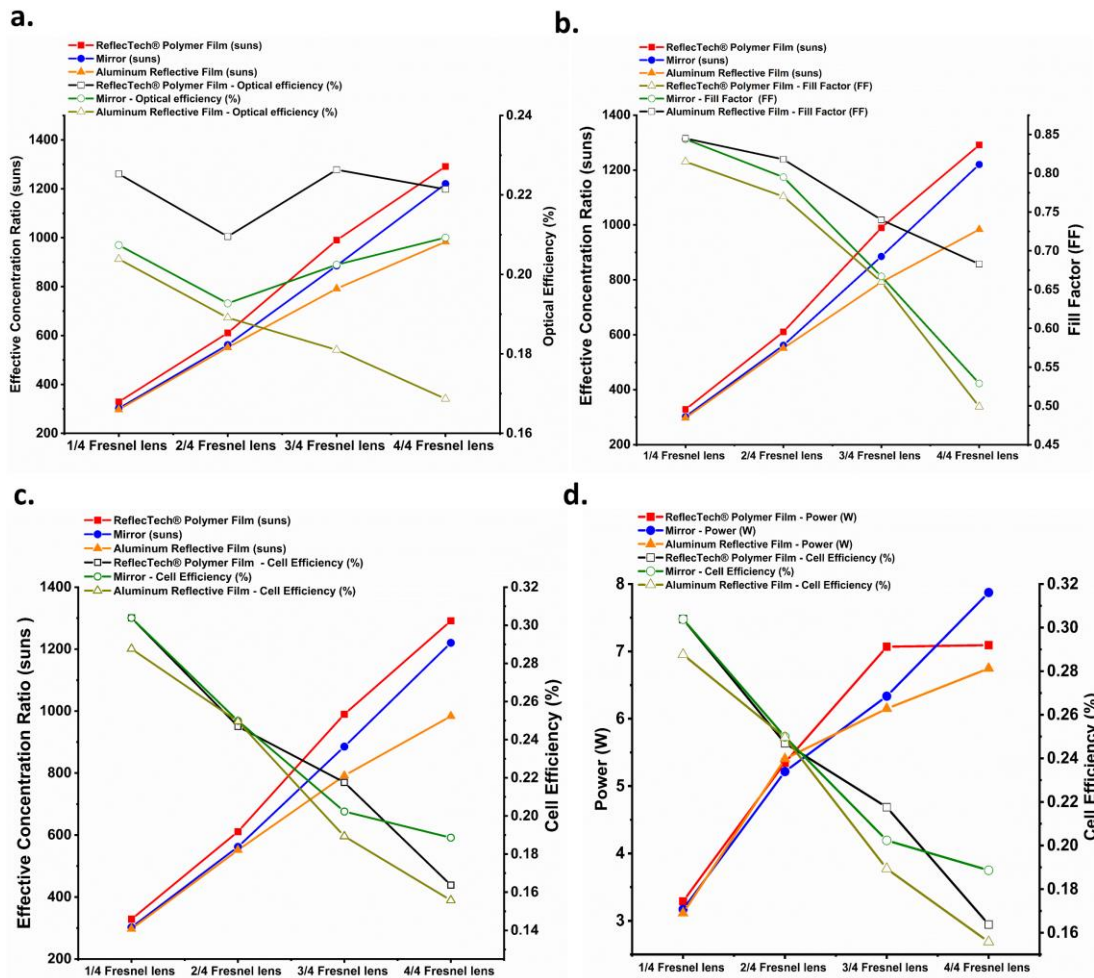 a.
ReflecTech® Polymer Film (suns)
Mirror (suns)
Aluminum Reflective Film (suns)
ReflecTech® Polymer Film - Optical efficiency (%)
Mirror - Optical efficiency (%)
Aluminum Reflective Film - Optical efficiency (%)
Effective Concentration Ratio (suns)
1400
1200
1000
800
600
400
200
0.24
0.22
0.20
0.18
0.16
Optical Efficiency (%)
1/4 Fresnel lens
2/4 Fresnel lens
3/4 Fresnel lens
4/4 Fresnel lens
b.
ReflecTech® Polymer Film (suns)
Mirror (suns)
Aluminum Reflective Film (suns)
ReflecTech® Polymer Film - Fill Factor (FF)
Mirror - Fill Factor (FF)
Aluminum Reflective Film - Fill Factor (FF)
Effective Concentration Ratio (suns)
1400
1200
1000
800
600
400
200
0.85
0.80
0.75
0.70
0.65
0.60
0.55
0.50
0.45
Fill Factor (FF)
1/4 Fresnel lens
2/4 Fresnel lens
3/4 Fresnel lens
4/4 Fresnel lens
c.
ReflecTech® Polymer Film (suns)
Mirror (suns)
Aluminum Reflective Film (suns)
ReflecTech® Polymer Film - Cell Efficiency (%)
Mirror - Cell Efficiency (%)
Aluminum Reflective Film - Cell Efficiency (%)
Effective Concentration Ratio (suns)
1400
1200
1000
800
600
400
200
0.32
0.30
0.28
0.26
0.24
0.22
0.20
0.18
0.16
0.14
Cell Efficiency (%)
1/4 Fresnel lens
2/4 Fresnel lens
3/4 Fresnel lens
4/4 Fresnel lens
d.
ReflecTech® Polymer Film - Power (W)
Mirror - Power (W)
Aluminum Reflective Film - Power (W)
ReflecTech® Polymer Film - Cell Efficiency (%)
Mirror - Cell Efficiency (%)
Aluminum Reflective Film - Cell Efficiency (%)
Power (W)
8
7
6
5
4
3
0.32
0.30
0.28
0.26
0.24
0.22
0.20
0.18
0.16
Cell Efficiency (%)
1/4 Fresnel lens
2/4 Fresnel lens
3/4 Fresnel lens
4/4 Fresnel lens